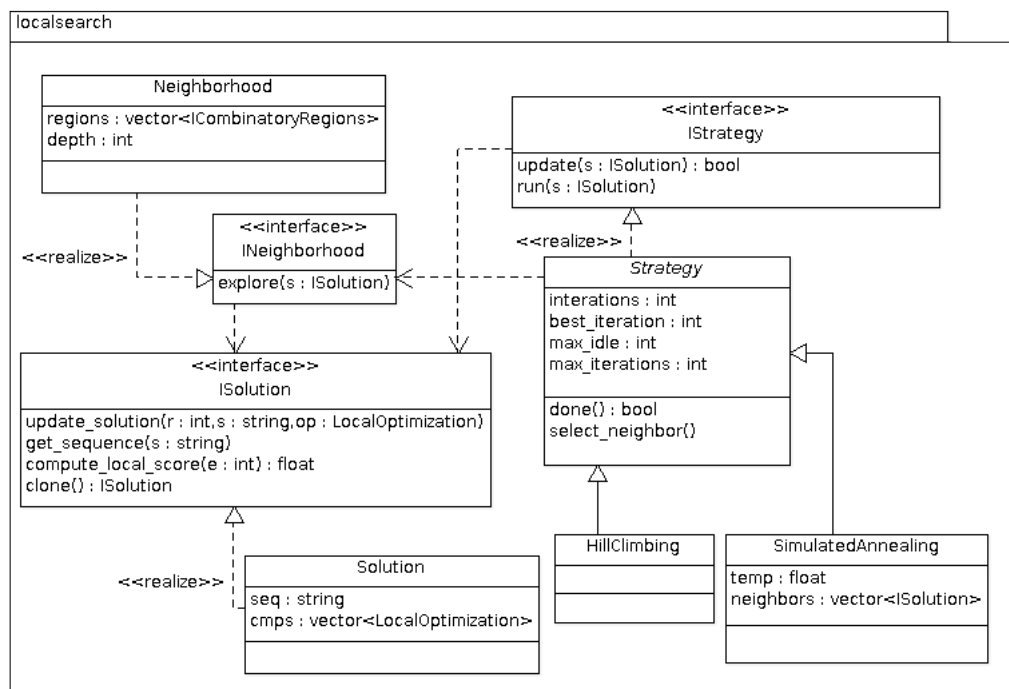 localsearch
Neighborhood
regions : vector<ICombinatoryRegions>
depth : int
<<interface>>
IStrategy
update(s : ISolution) : bool
run(s : ISolution)
<<realize>>
<<interface>>
INeighborhood
explore(s : ISolution)
<<realize>>
Strategy
interations : int
best_iteration : int
max_idle : int
max_iterations : int
done() : bool
select_neighbor()
<<interface>>
ISolution
update_solution(r : int,s : string,op : LocalOptimization)
get_sequence(s : string)
compute_local_score(e : int) : float
clone() : ISolution
<<realize>>
Solution
seq : string
cmps : vector<LocalOptimization>
HillClimbing
SimulatedAnnealing
temp : float
neighbors : vector<ISolution>